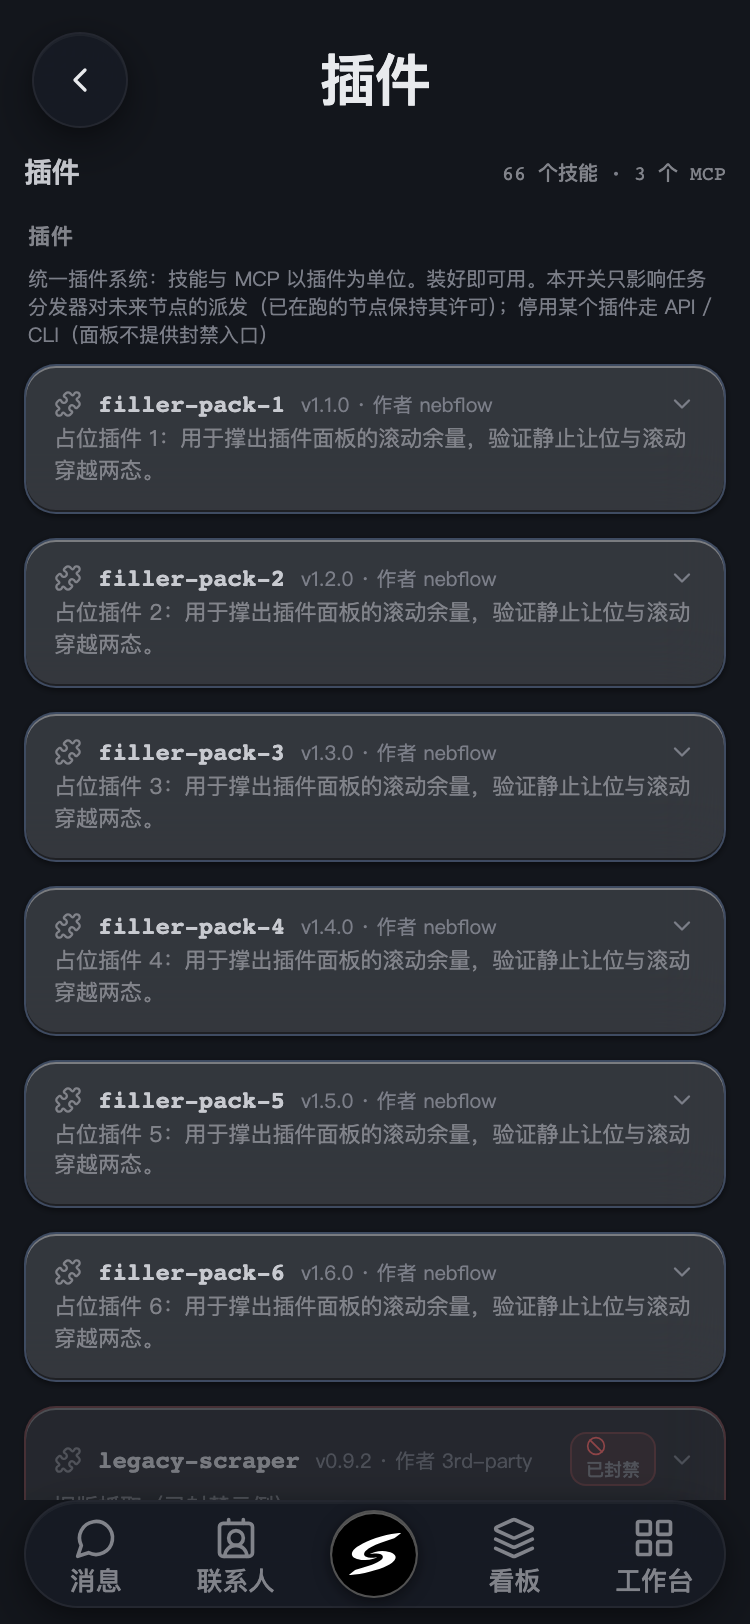 插件
插件
66 个技能 · 3 个 MCP
插件
统一插件系统：技能与 MCP 以插件为单位。装好即可用。本开关只影响任务
分发器对未来节点的派发（已在跑的节点保持其许可）；停用某个插件走 API /
CLI（面板不提供封禁入口）
filler-pack-1 v1.1.0 · 作者 nebflow
占位插件 1：用于撑出插件面板的滚动余量，验证静止让位与滚动
穿越两态。
filler-pack-2 v1.2.0 · 作者 nebflow
占位插件 2：用于撑出插件面板的滚动余量，验证静止让位与滚动
穿越两态。
filler-pack-3 v1.3.0 · 作者 nebflow
占位插件 3：用于撑出插件面板的滚动余量，验证静止让位与滚动
穿越两态。
filler-pack-4 v1.4.0 · 作者 nebflow
占位插件 4：用于撑出插件面板的滚动余量，验证静止让位与滚动
穿越两态。
filler-pack-5 v1.5.0 · 作者 nebflow
占位插件 5：用于撑出插件面板的滚动余量，验证静止让位与滚动
穿越两态。
filler-pack-6 v1.6.0 · 作者 nebflow
占位插件 6：用于撑出插件面板的滚动余量，验证静止让位与滚动
穿越两态。
legacy-scraper v0.9.2 · 作者 3rd-party
已封禁
消息
联系人
看板
工作台